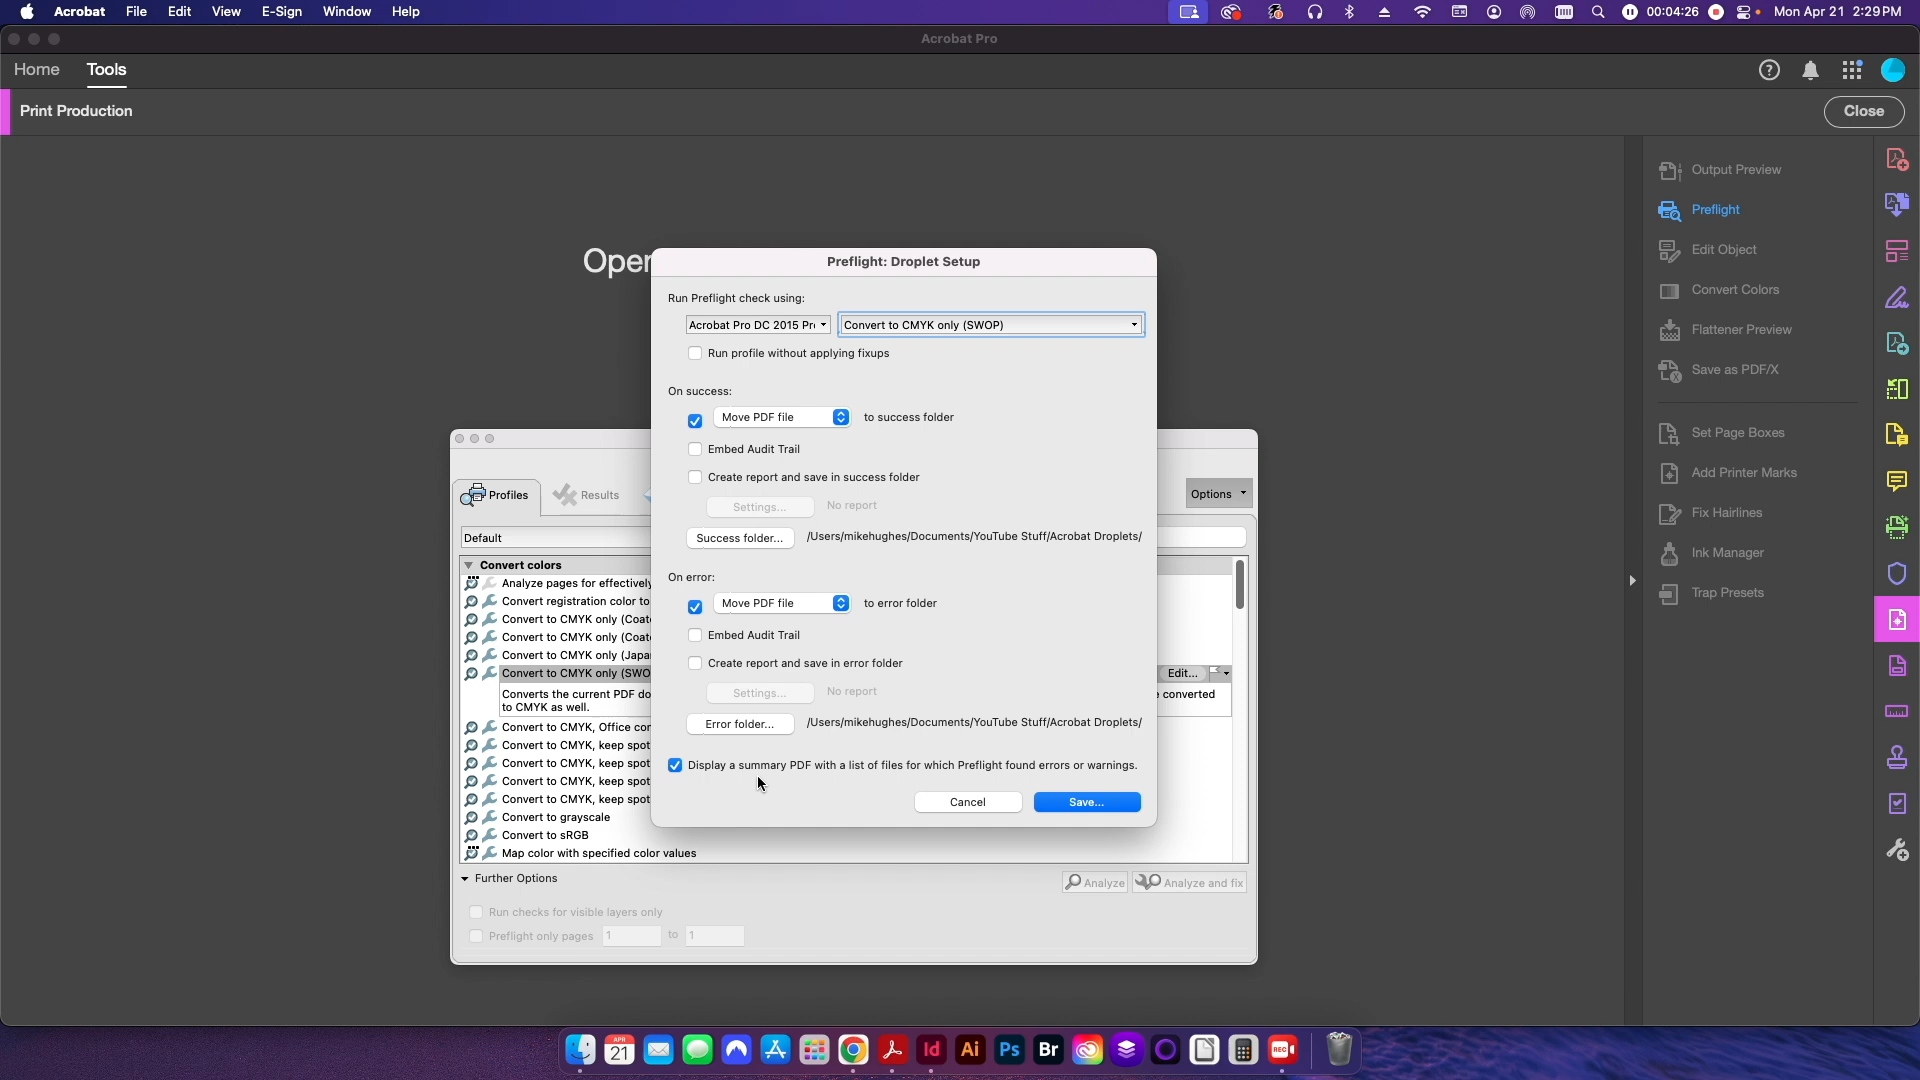 Acrobat File Edit View E-Sign Window Help
00:04:26 Mon Apr 21 2:29PM
Acrobat Pro
Home Tools
Print Production
Close
Output Preview
Preflight
Edit Object
Convert Colors
Flattener Preview
Save as PDF/X
Set Page Boxes
Add Printer Marks
Fix Hairlines
Ink Manager
Trap Presets
Preflight: Droplet Setup
Run Preflight check using:
Acrobat Pro DC 2015 Convert to CMYK only (SWOP)
Run profile without applying fixups
On success:
Move PDF file to success folder
Embed Audit Trail
Create report and save in success folder
Settings... No report
Success folder... /Users/mikehughes/Documents/YouTube Stuff/Acrobat Droplets/
On error:
Move PDF file to error folder
Embed Audit Trail
Create report and save in error folder
Settings... No report
Error folder... /Users/mikehughes/Documents/YouTube Stuff/Acrobat Droplets/
Display a summary PDF with a list of files for which Preflight found errors or warnings.
Cancel Save...
Profiles Results Options
Default
Convert colors
Analyze pages for effectively
Convert registration color to
Convert to CMYK only
Convert to CMYK only
Convert to CMYK only
Convert to CMYK only Edit...
Converts the current PDF converted
to CMYK as well.
Convert to CMYK, Office
Convert to CMYK, keep spot
Convert to CMYK, keep spot
Convert to CMYK, keep spot
Convert to CMYK, keep spot
Convert to grayscale
Convert to sRGB
Map color with specified color values
Further Options Analyze Analyze and fix
Run checks for visible layers only
Preflight only pages 1 to 1
APR
21
Id Ai Ps Br REC